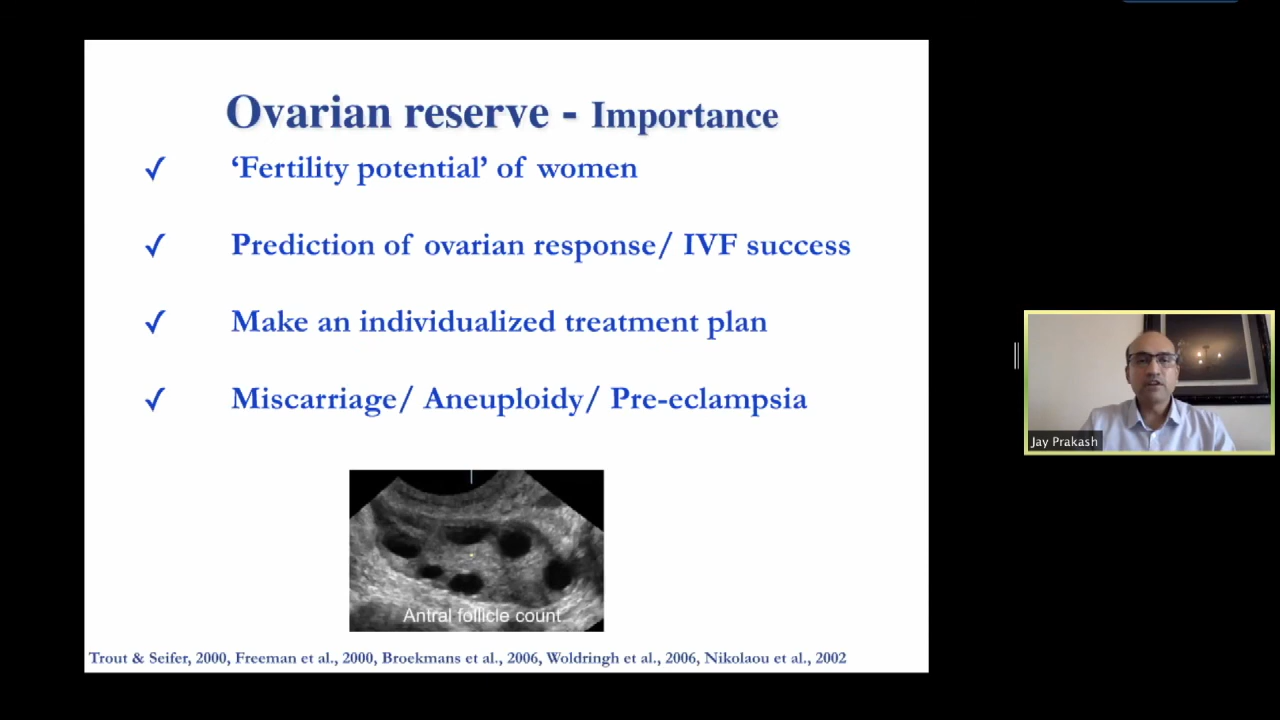 Ovarian reserve - Importance
✓ ‘Fertility potential’ of women
✓ Prediction of ovarian response/ IVF success
✓ Make an individualized treatment plan
✓ Miscarriage/ Aneuploidy/ Pre-eclampsia
Antral follicle count
Trout & Seifer, 2000, Freeman et al., 2000, Broekmans et al., 2006, Woldringh et al., 2006, Nikolaou et al., 2002
Jay Prakash